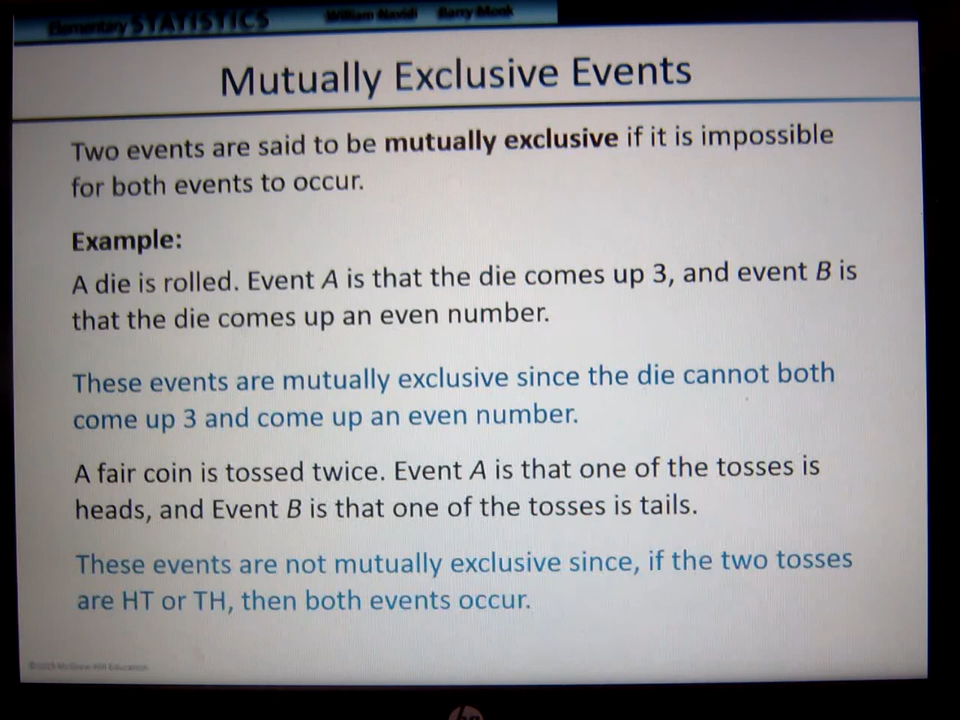 Elementary STATISTICS William Navidi Barry Monk
Mutually Exclusive Events
Two events are said to be mutually exclusive if it is impossible
for both events to occur.
Example:
A die is rolled. Event A is that the die comes up 3, and event B is
that the die comes up an even number.
These events are mutually exclusive since the die cannot both
come up 3 and come up an even number.
A fair coin is tossed twice. Event A is that one of the tosses is
heads, and Event B is that one of the tosses is tails.
These events are not mutually exclusive since, if the two tosses
are HT or TH, then both events occur.
McGraw-Hill Education
hp